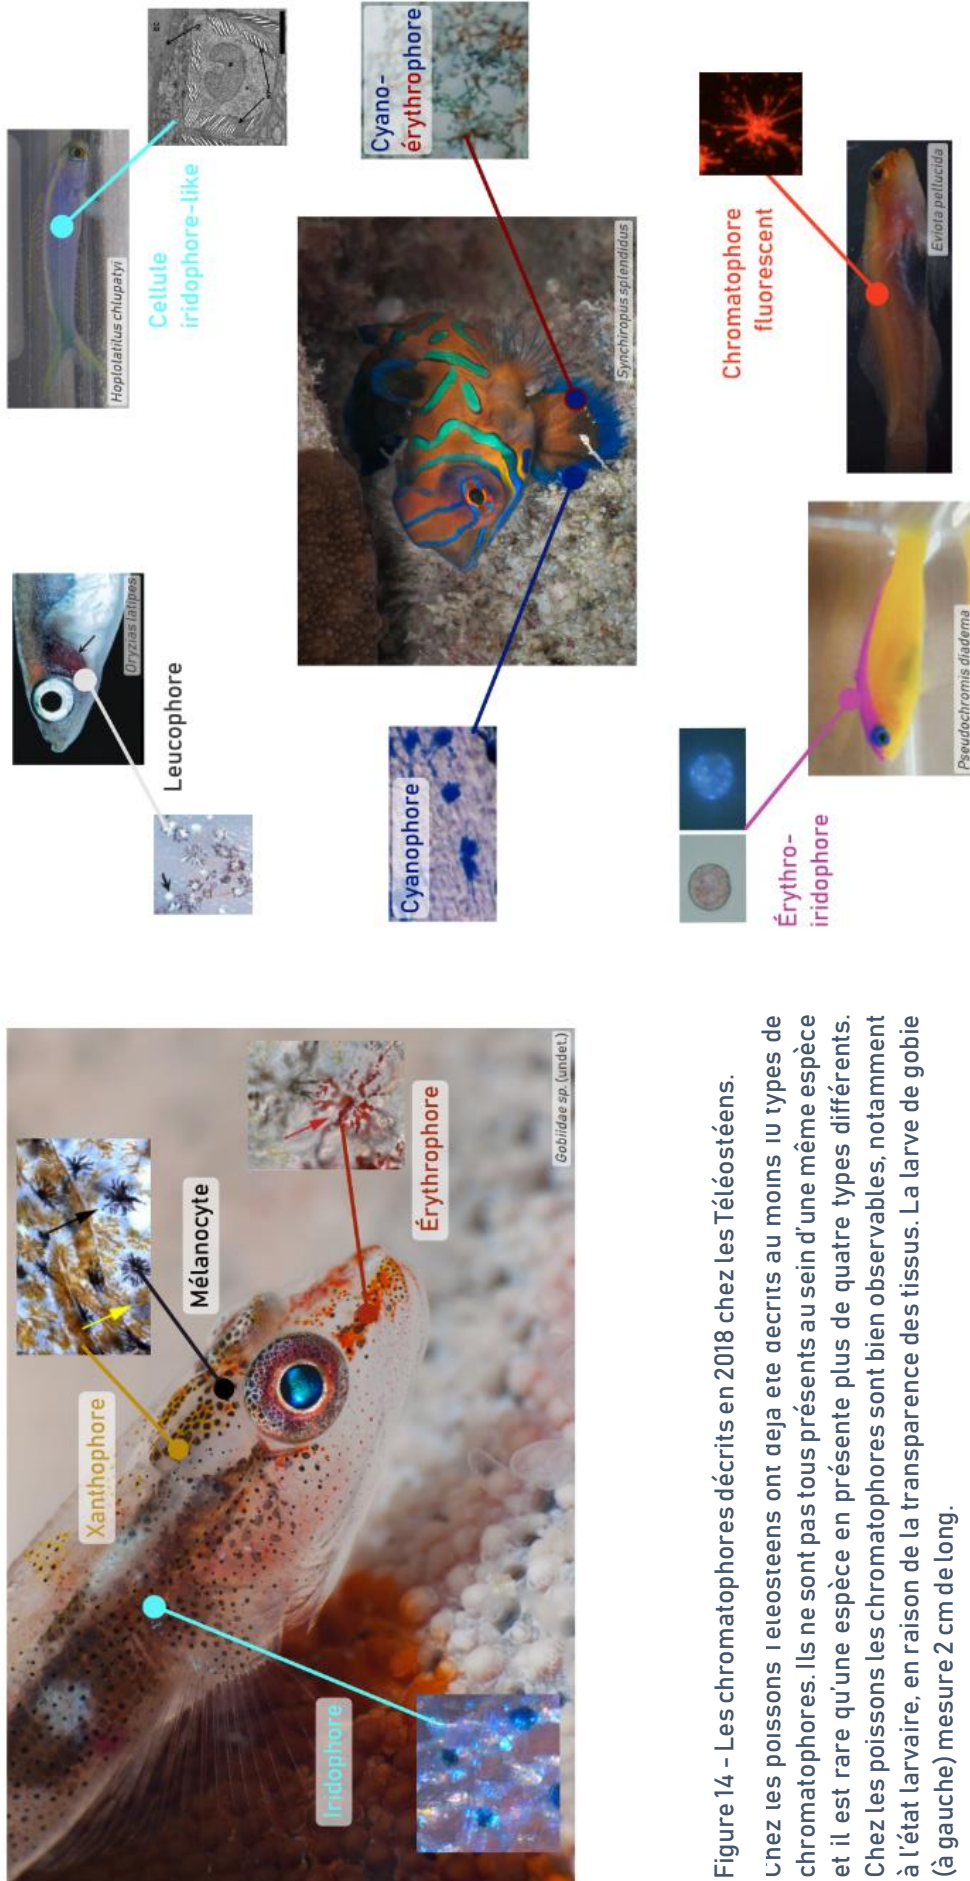 Xanthophore
Mélanocyte
Iridophore
Érythrophore
Gobiidae sp. (undet.)
Leucophore
Oryzias latipes
Cellule
iridophore-like
Hoplolatilus chlupatyi
Cyanophore
Synchiropus splendidus
Cyano-
érythrophore
Érythro-
iridophore
Pseudochromis diadema
Chromatophore
fluorescent
Eviota pellucida
Figure 14 - Les chromatophores décrits en 2018 chez les Téléostéens.
Chez les poissons Téléostéens ont déjà été décrits au moins 10 types de
chromatophores. Ils ne sont pas tous présents au sein d'une même espèce
et il est rare qu'une espèce en présente plus de quatre types différents.
Chez les poissons les chromatophores sont bien observables, notamment
à l'état larvaire, en raison de la transparence des tissus. La larve de gobie
(à gauche) mesure 2 cm de long.